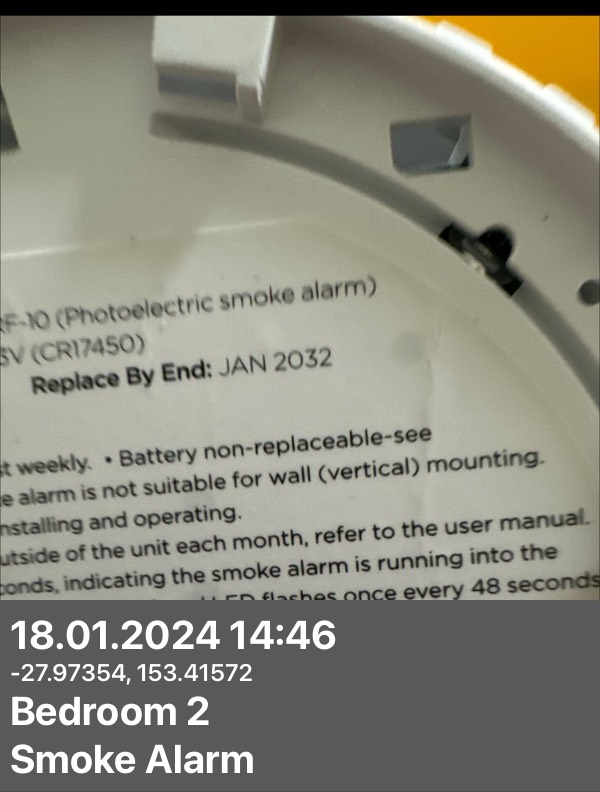 F-10 (Photoelectric smoke alarm)
3V (CR17450)
Replace By End: JAN 2032
st weekly. • Battery non-replaceable-see
e alarm is not suitable for wall (vertical) mounting.
nstalling and operating.
utside of the unit each month, refer to the user manual.
conds, indicating the smoke alarm is running into the
LED flashes once every 48 seconds
18.01.2024 14:46
-27.97354, 153.41572
Bedroom 2
Smoke Alarm